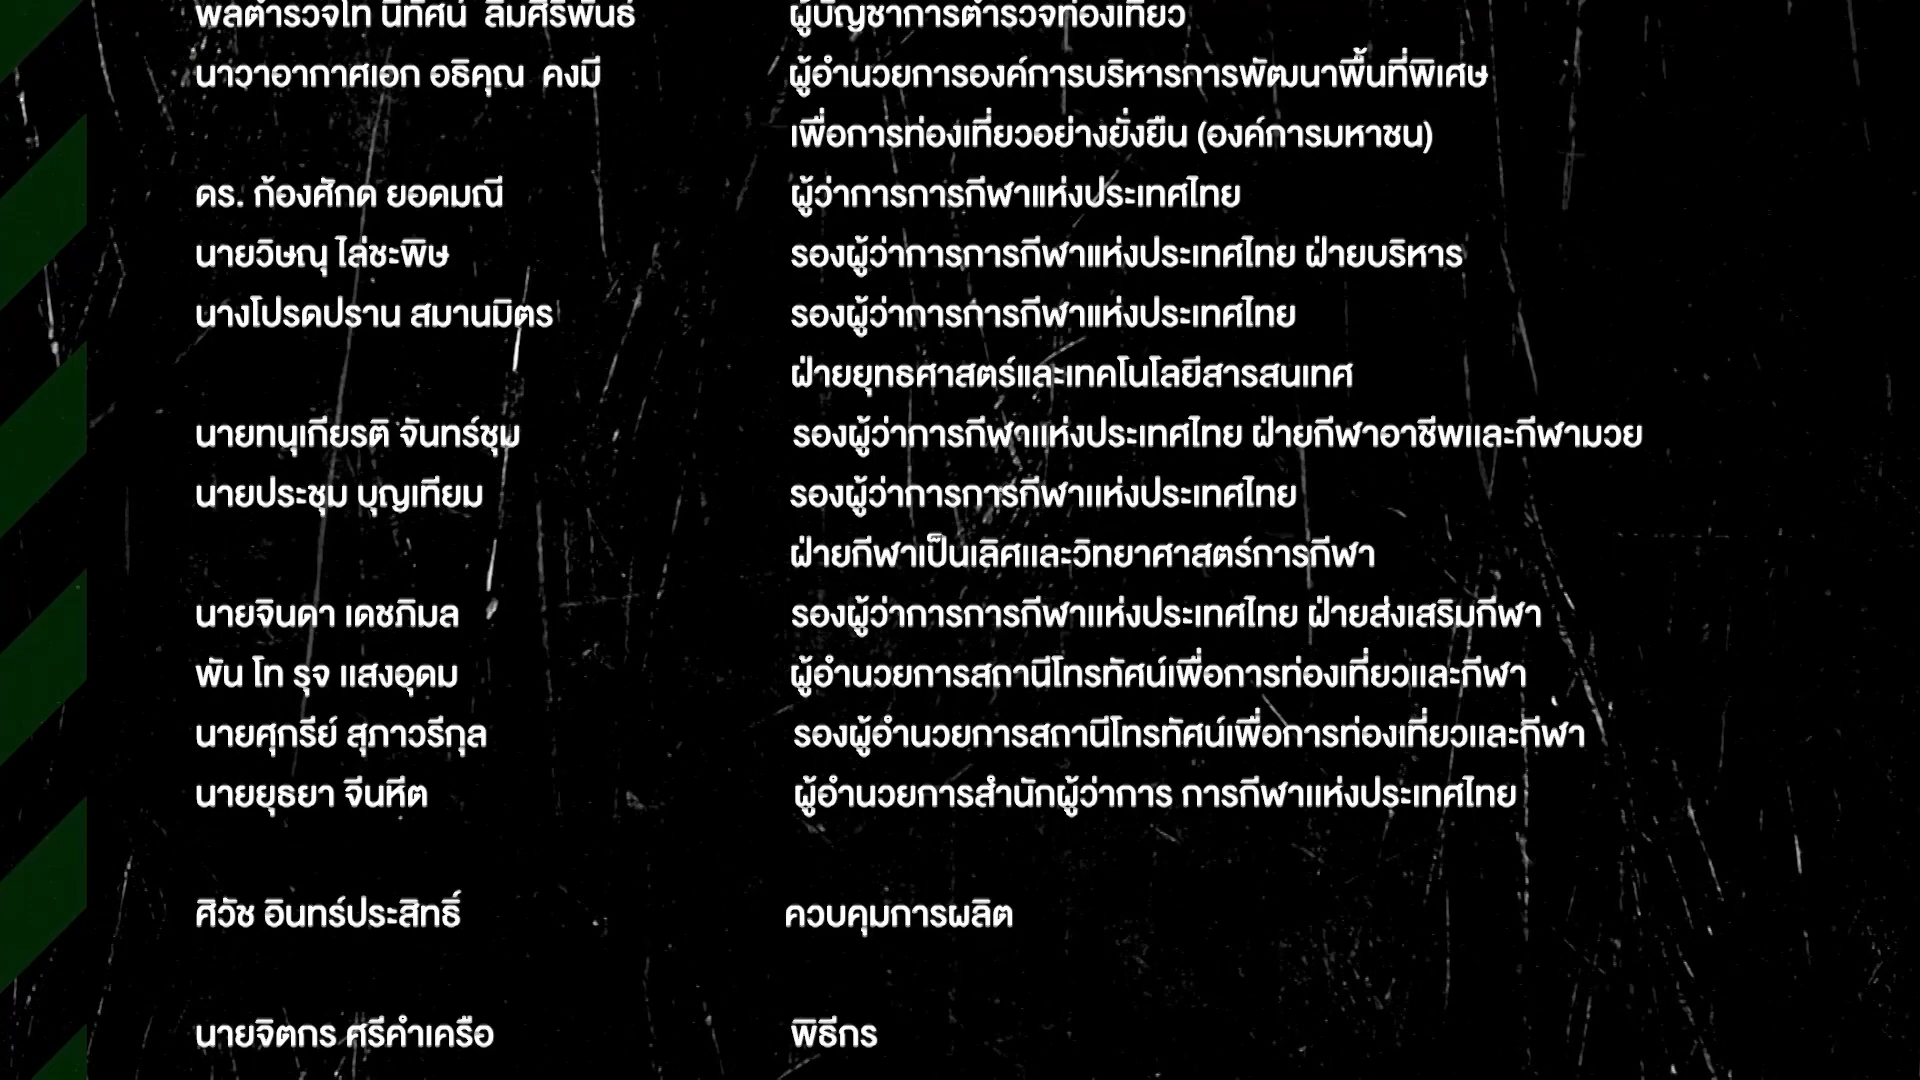 พลตำรวจโท นิทัศน์ ลิ้มศิริพันธ์ ผู้บัญชาการตำรวจท่องเที่ยว
นาวาอากาศเอก อธิคุณ คงมี ผู้อำนวยการองค์การบริหารการพัฒนาพื้นที่พิเศษ
เพื่อการท่องเที่ยวอย่างยั่งยืน (องค์การมหาชน)
ดร. ก้องศักด ยอดมณี ผู้ว่าการการกีฬาแห่งประเทศไทย
นายวิษณุ ไล่ชะพิษ รองผู้ว่าการการกีฬาแห่งประเทศไทย ฝ่ายบริหาร
นางโปรดปราน สมานมิตร รองผู้ว่าการการกีฬาแห่งประเทศไทย
ฝ่ายยุทธศาสตร์และเทคโนโลยีสารสนเทศ
นายทนุเกียรติ จันทร์ชุม รองผู้ว่าการกีฬาแห่งประเทศไทย ฝ่ายกีฬาอาชีพและกีฬามวย
นายประชุม บุญเทียม รองผู้ว่าการการกีฬาแห่งประเทศไทย
ฝ่ายกีฬาเป็นเลิศและวิทยาศาสตร์การกีฬา
นายจินดา เดชภิมล รองผู้ว่าการการกีฬาแห่งประเทศไทย ฝ่ายส่งเสริมกีฬา
พัน โท รุจ แสงอุดม ผู้อำนวยการสถานีโทรทัศน์เพื่อการท่องเที่ยวและกีฬา
นายศุกรีย์ สุภาวรีกุล รองผู้อำนวยการสถานีโทรทัศน์เพื่อการท่องเที่ยวและกีฬา
นายยุธยา จีนหีต ผู้อำนวยการสำนักผู้ว่าการ การกีฬาแห่งประเทศไทย
ศิวัช อินทร์ประสิทธิ์ ควบคุมการผลิต
นายจิตกร ศรีคำเครือ พิธีกร